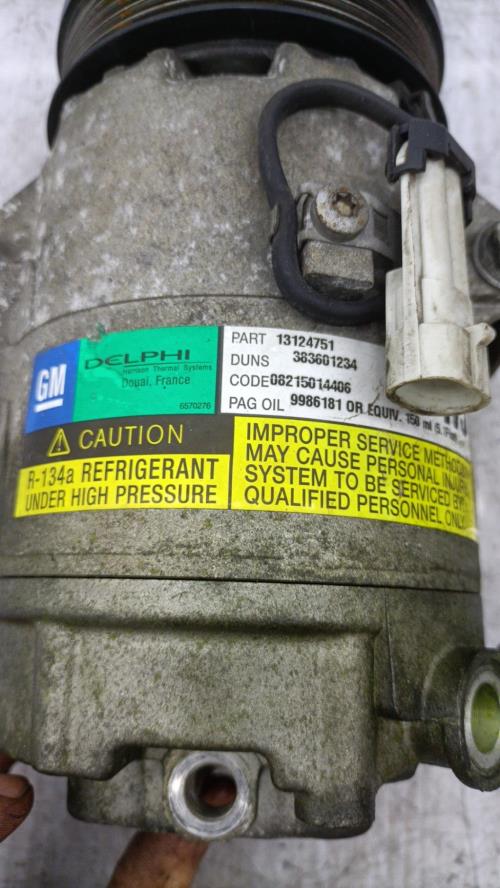 GM
DELPHI
Harrison Thermal Systems
Douai, France
6570276
PART 13124751
DUNS 383601234
CODE 08215014406
PAG OIL 9986181 OR EQUIV. 150 ml
CAUTION
R-134a REFRIGERANT
UNDER HIGH PRESSURE
IMPROPER SERVICE
MAY CAUSE PERSONAL
SYSTEM TO BE SERVICED BY
QUALIFIED PERSONNEL ONLY